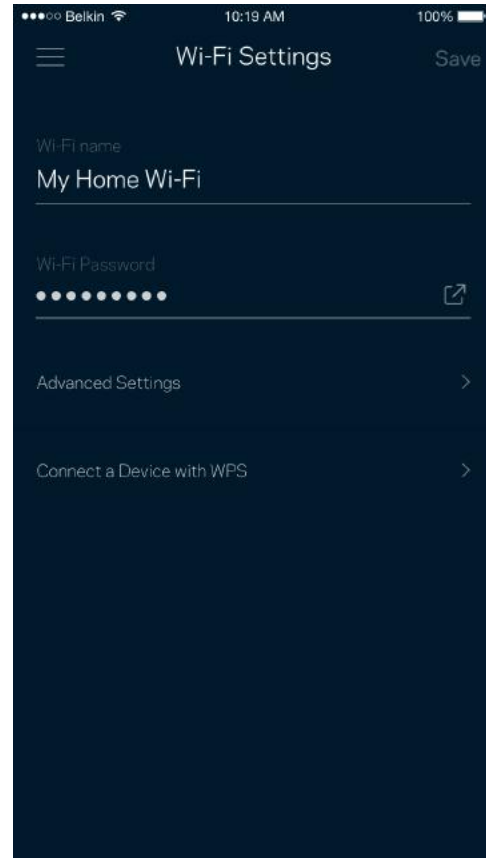 Belkin 10:19 AM 100%
Wi-Fi Settings Save
Wi-Fi name
My Home Wi-Fi
Wi-Fi Password
•••••••••
Advanced Settings
Connect a Device with WPS